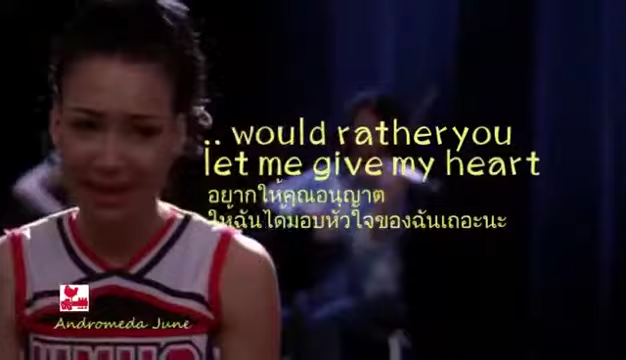 .. would rather you
let me give my heart
อยากให้คุณอนุญาต
ให้ฉันได้มอบหัวใจของฉันเถอะนะ
Andromeda June